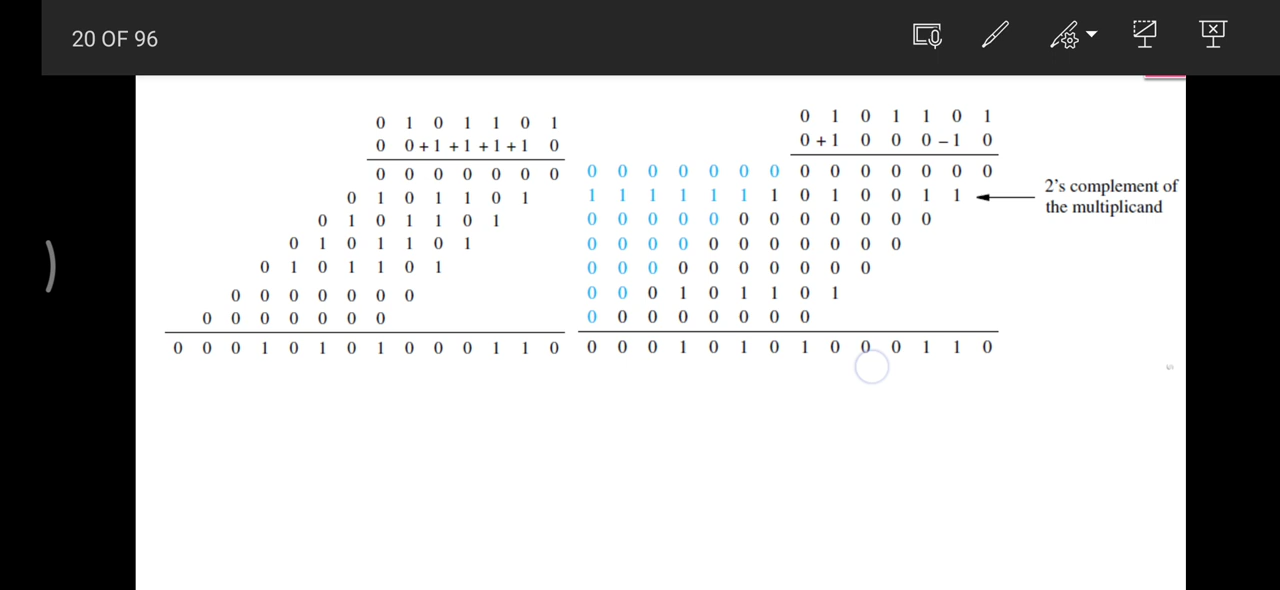 20 OF 96
0 1 0 1 1 0 1
0 0 +1 +1 +1 +1 0
0 0 0 0 0 0 0
0 1 0 1 1 0 1
0 1 0 1 1 0 1
0 1 0 1 1 0 1
0 1 0 1 1 0 1
0 0 0 0 0 0 0
0 0 0 0 0 0 0
0 0 0 1 0 1 0 1 0 0 0 1 1 0
0 1 0 1 1 0 1
0 +1 0 0 0 −1 0
0 0 0 0 0 0 0 0 0 0 0 0 0 0
1 1 1 1 1 1 1 0 1 0 0 1 1
0 0 0 0 0 0 0 0 0 0 0 0
0 0 0 0 0 0 0 0 0 0 0
0 0 0 0 0 0 0 0 0 0
0 0 0 1 0 1 1 0 1
0 0 0 0 0 0 0 0
0 0 0 1 0 1 0 1 0 0 0 1 1 0
2's complement of
the multiplicand